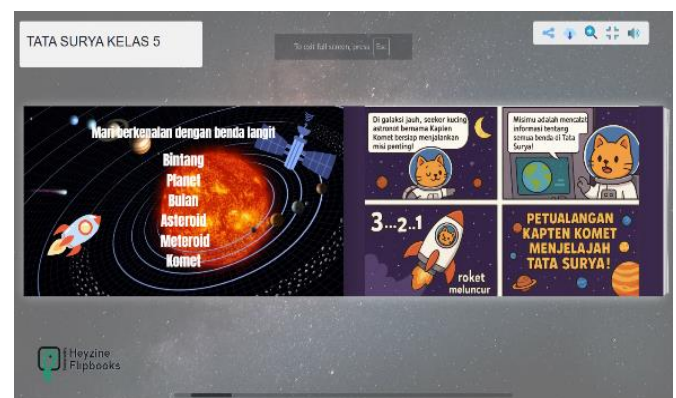 TATA SURYA KELAS 5
To exit full screen, press Esc
Mari berkenalan dengan benda langit
Bintang
Planet
Bulan
Asteroid
Meteroid
Komet
Di galaksi jauh, seekor kucing
astronot bernama Kapten
Komet bersiap menjalankan
misi penting!
Misimu adalah mencatat
informasi tentang
semua benda di Tata
Surya!
3...2..1
roket
meluncur
PETUALANGAN
KAPTEN KOMET
MENJELAJAH
TATA SURYA!
Heyzine
Flipbooks